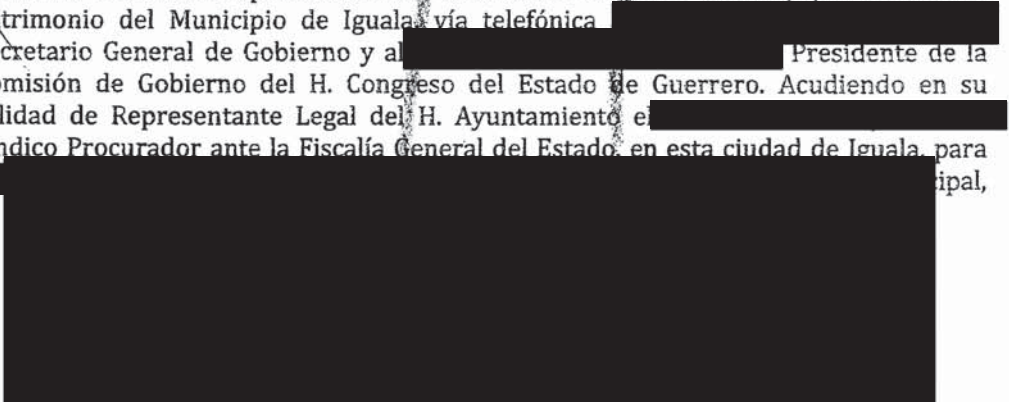 trimonio del Municipio de Iguala vía telefónica
cretario General de Gobierno y al Presidente de la
misión de Gobierno del H. Congreso del Estado de Guerrero. Acudiendo en su
lidad de Representante Legal del H. Ayuntamiento el
ndico Procurador ante la Fiscalía General del Estado, en esta ciudad de Iguala, para
cipal,